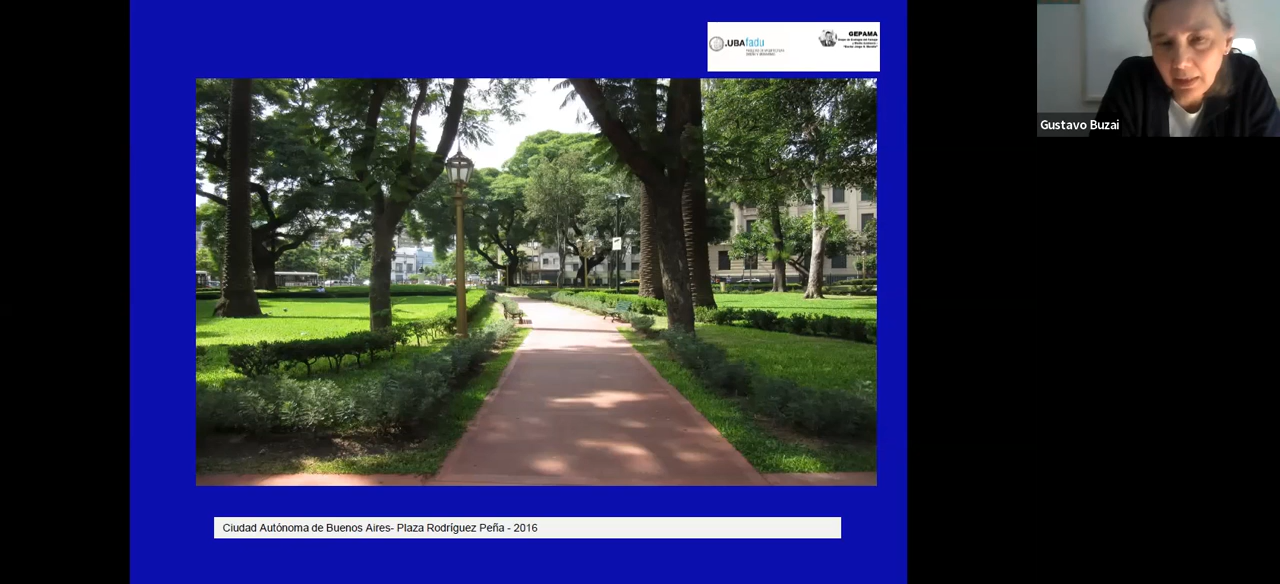 .UBAfadu
GEPAMA
Gustavo Buzai
Ciudad Autónoma de Buenos Aires- Plaza Rodríguez Peña - 2016